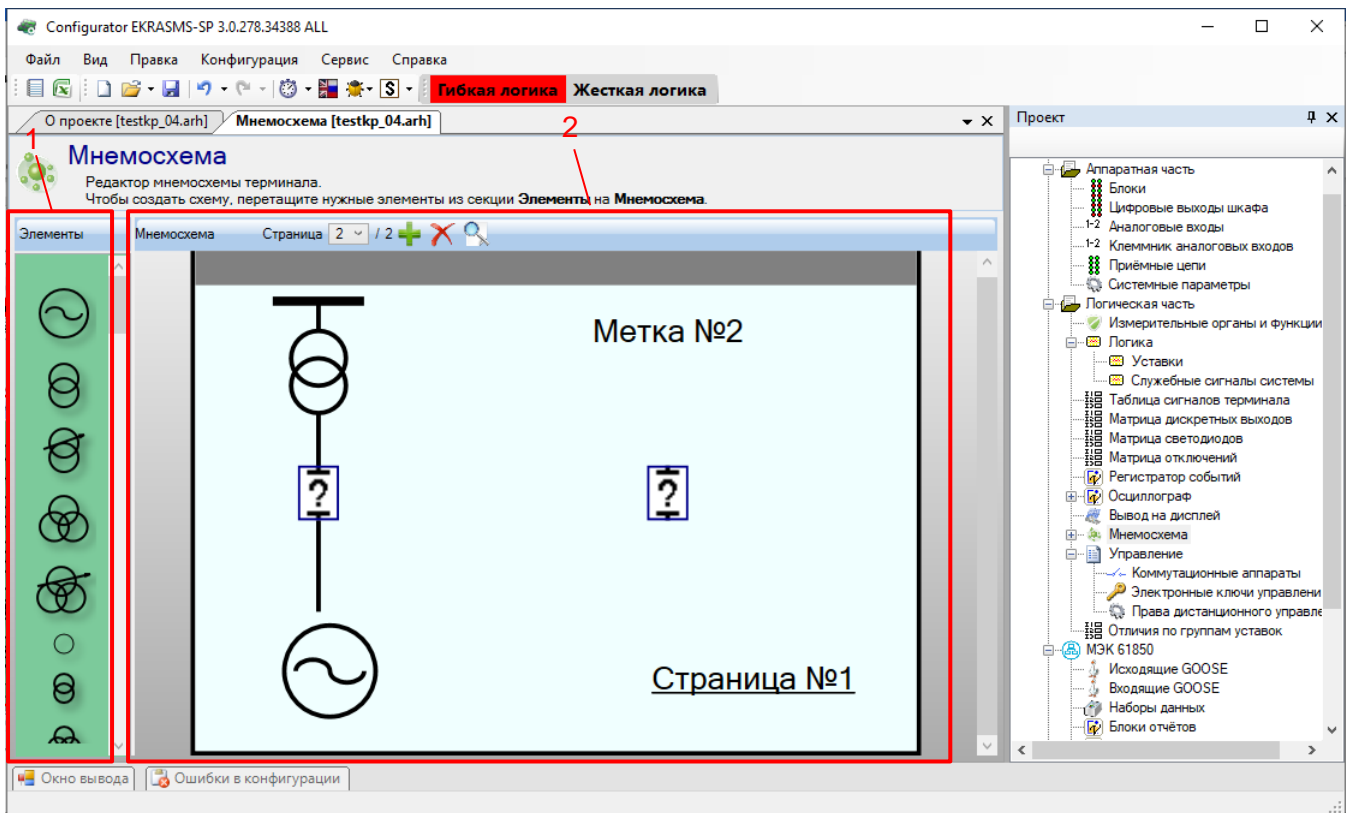 Configurator EKRASMS-SP 3.0.278.34388 ALL
Файл Вид Правка Конфигурация Сервис Справка
S Гибкая логика Жесткая логика
О проекте [testkp_04.arh] Мнемосхема [testkp_04.arh]
1 2
Мнемосхема
Редактор мнемосхемы терминала.
Чтобы создать схему, перетащите нужные элементы из секции Элементы на Мнемосхема.
Элементы
Мнемосхема Страница 2 / 2
Метка №2
? ?
Страница №1
Проект
Аппаратная часть
Блоки
Цифровые выходы шкафа
1-2 Аналоговые входы
1-2 Клеммник аналоговых входов
Приёмные цепи
Системные параметры
Логическая часть
Измерительные органы и функции
Логика
Уставки
Служебные сигналы системы
Таблица сигналов терминала
Матрица дискретных выходов
Матрица светодиодов
Матрица отключений
Регистратор событий
Осциллограф
Вывод на дисплей
Мнемосхема
Управление
Коммутационные аппараты
Электронные ключи управлени
Права дистанционного управле
Отличия по группам уставок
МЭК 61850
Исходящие GOOSE
Входящие GOOSE
Наборы данных
Блоки отчётов
Окно вывода Ошибки в конфигурации